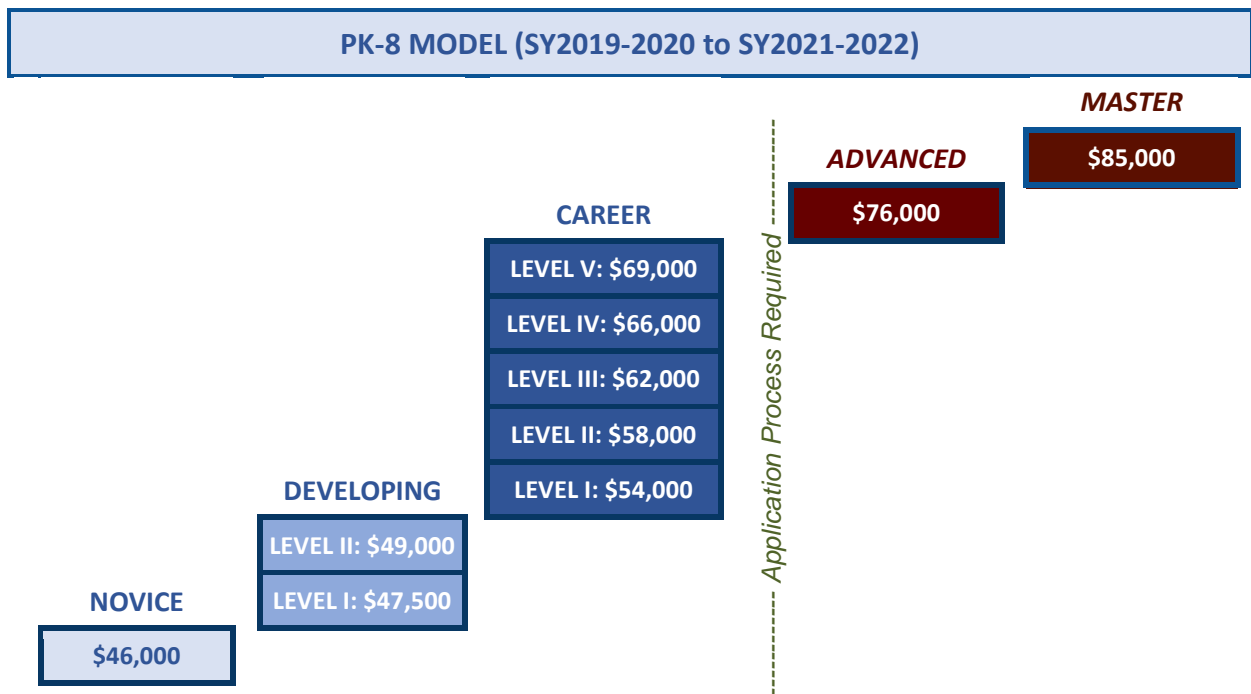 PK-8 MODEL (SY2019-2020 to SY2021-2022)
MASTER
$85,000
ADVANCED
$76,000
Application Process Required
CAREER
LEVEL V: $69,000
LEVEL IV: $66,000
LEVEL III: $62,000
LEVEL II: $58,000
LEVEL I: $54,000
DEVELOPING
LEVEL II: $49,000
LEVEL I: $47,500
NOVICE
$46,000